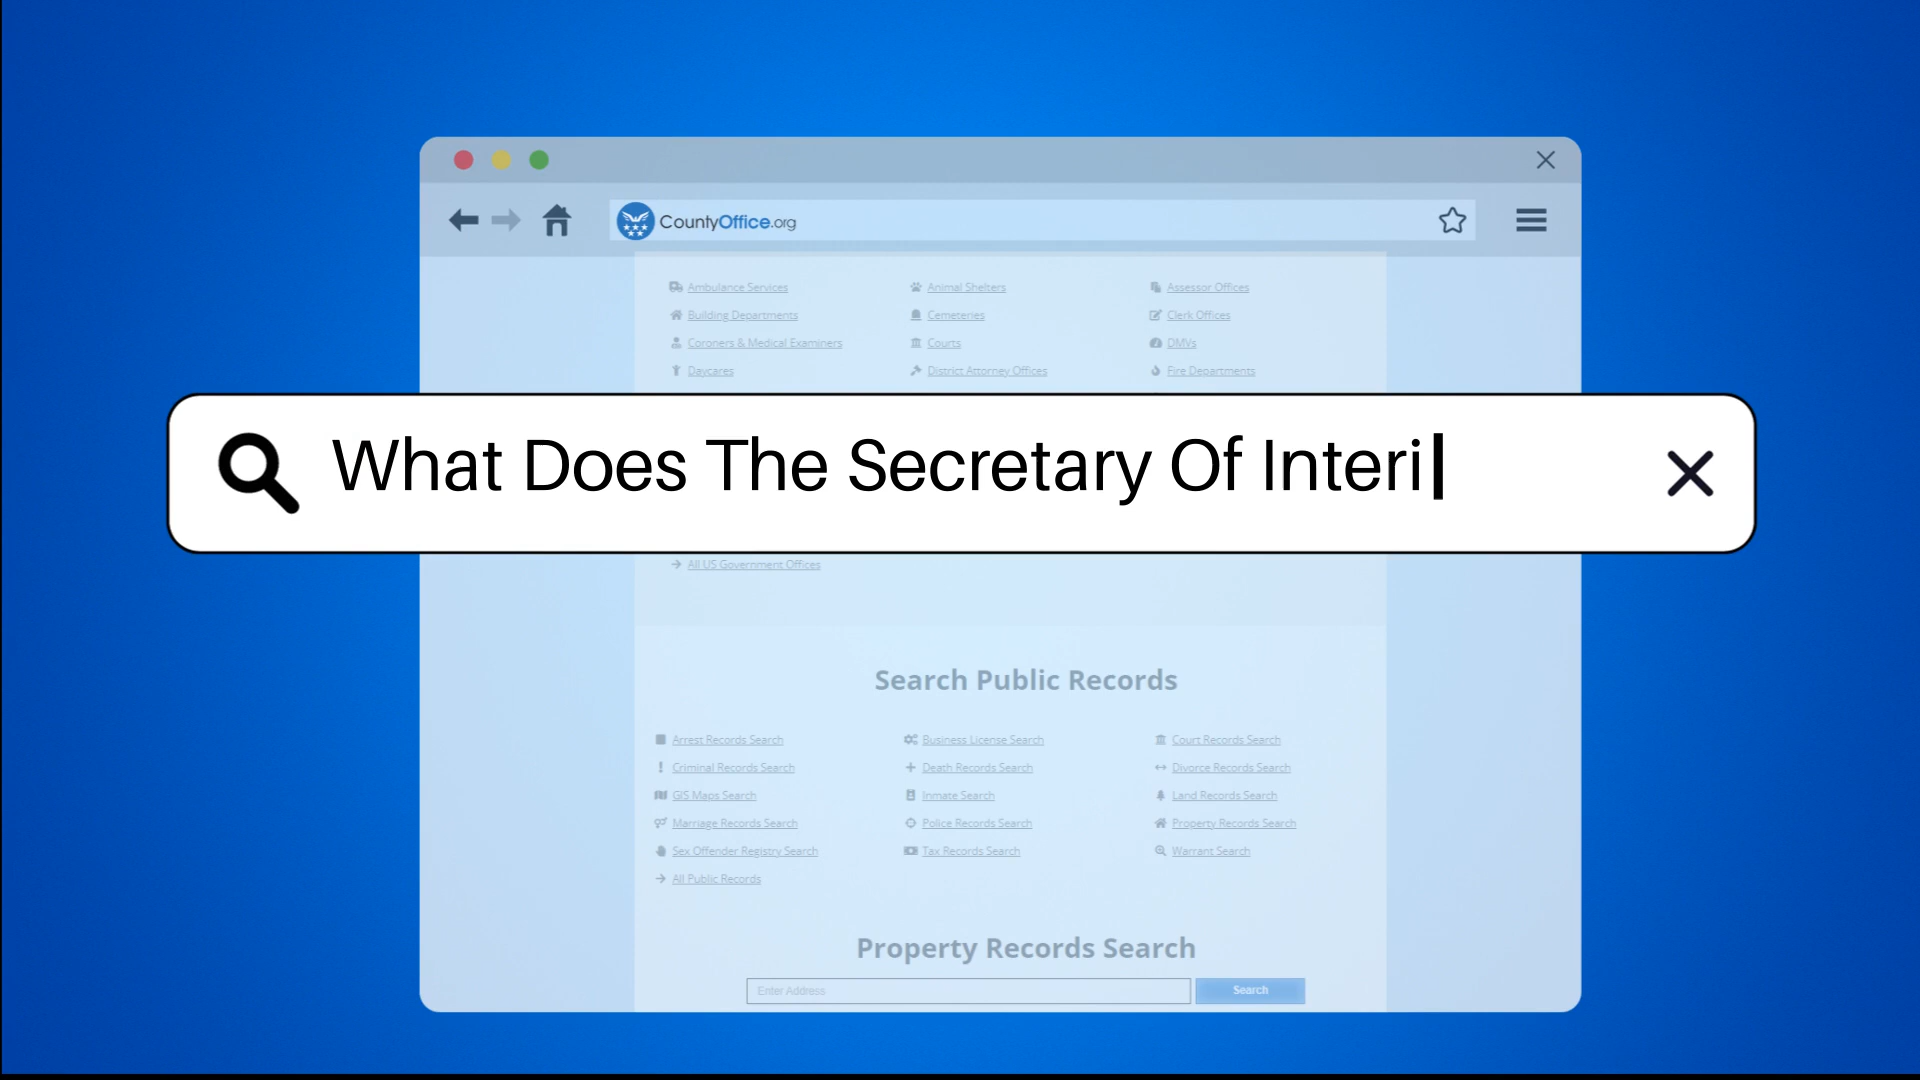 CountyOffice.org
Ambulance Services Animal Shelters Assessor Offices
Building Departments Cemeteries Clerk Offices
Coroners & Medical Examiners Courts DMVs
Daycares District Attorney Offices Fire Departments
What Does The Secretary Of Interi
All US Government Offices
Search Public Records
Arrest Records Search Business License Search Court Records Search
Criminal Records Search Death Records Search Divorce Records Search
GIS Maps Search Inmate Search Land Records Search
Marriage Records Search Police Records Search Property Records Search
Sex Offender Registry Search Tax Records Search Warrant Search
All Public Records
Property Records Search
Enter Address Search